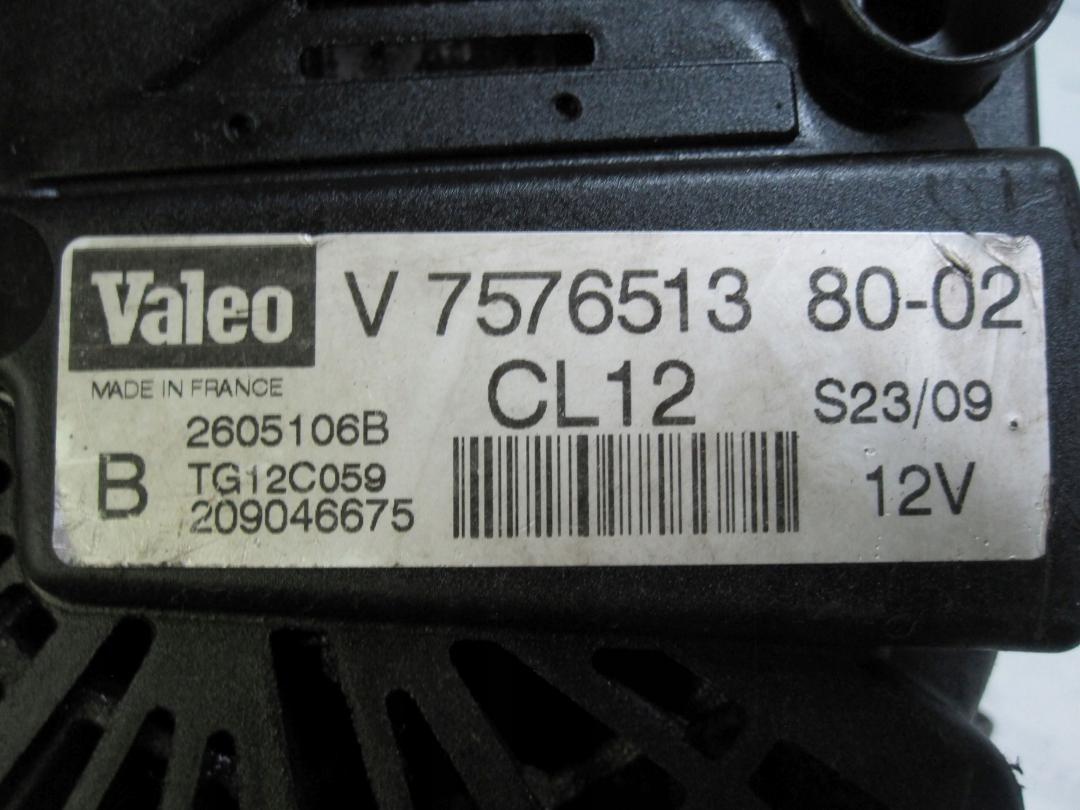 Valeo V 7576513 80-02
MADE IN FRANCE CL12 S23/09
2605106B
B TG12C059 12V
209046675